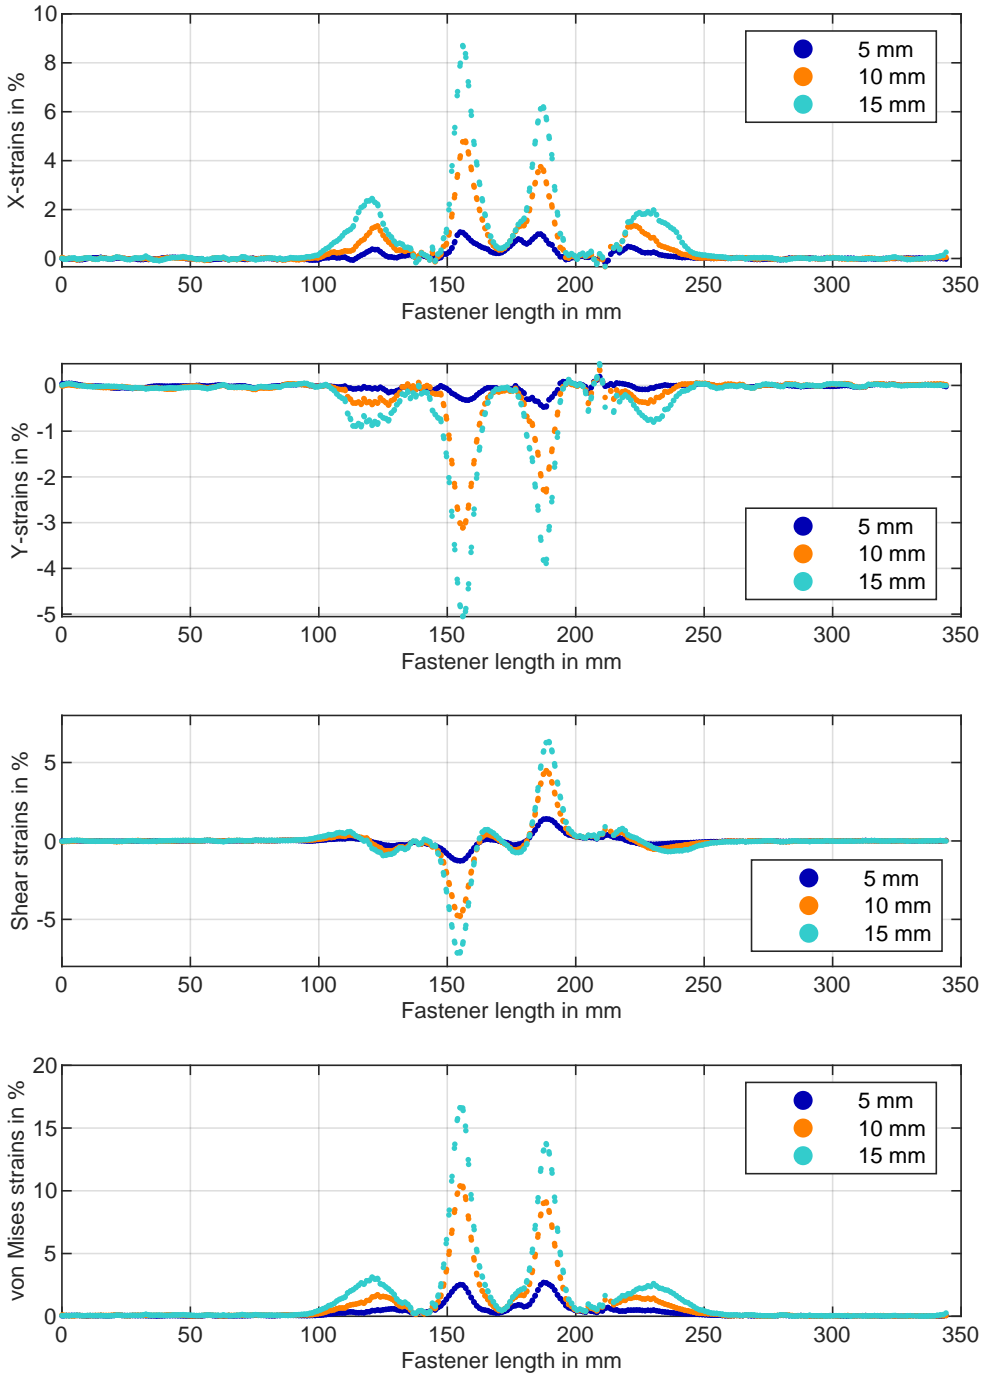 10
8
6
4
2
0
X-strains in %
5 mm
10 mm
15 mm
0 50 100 150 200 250 300 350
Fastener length in mm
0
-1
-2
-3
-4
-5
Y-strains in %
5 mm
10 mm
15 mm
0 50 100 150 200 250 300 350
Fastener length in mm
5
0
-5
Shear strains in %
5 mm
10 mm
15 mm
0 50 100 150 200 250 300 350
Fastener length in mm
20
15
10
5
0
von Mises strains in %
5 mm
10 mm
15 mm
0 50 100 150 200 250 300 350
Fastener length in mm